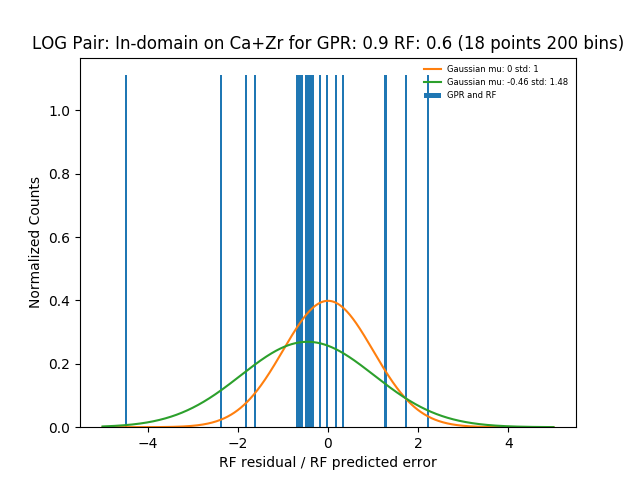 LOG Pair: In-domain on Ca+Zr for GPR: 0.9 RF: 0.6 (18 points 200 bins)
Gaussian mu: 0 std: 1
Gaussian mu: -0.46 std: 1.48
GPR and RF
Normalized Counts
1.0
0.8
0.6
0.4
0.2
0.0
−4 −2 0 2 4
RF residual / RF predicted error